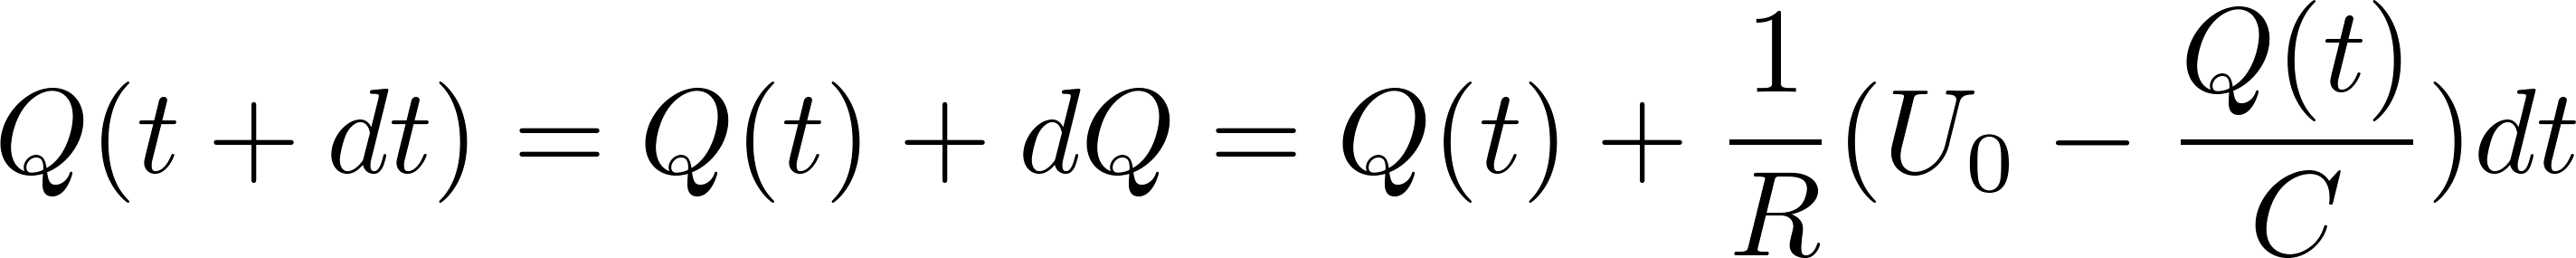 Q(t + dt) = Q(t) + dQ = Q(t) + \frac{1}{R}(U_0 - \frac{Q(t)}{C})dt